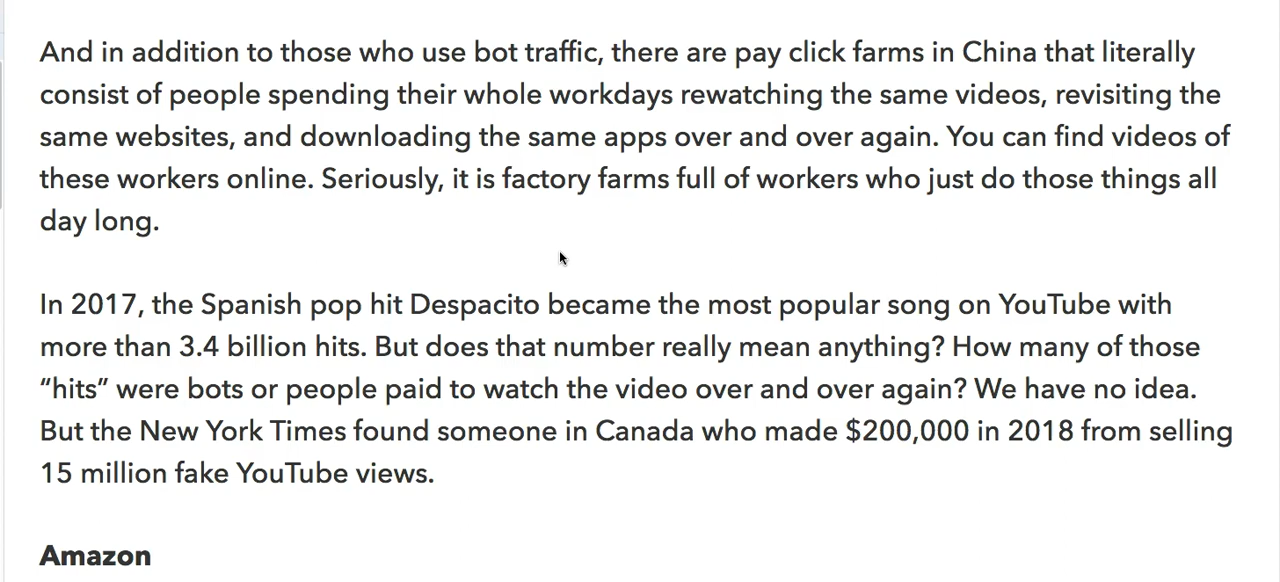 And in addition to those who use bot traffic, there are pay click farms in China that literally
consist of people spending their whole workdays rewatching the same videos, revisiting the
same websites, and downloading the same apps over and over again. You can find videos of
these workers online. Seriously, it is factory farms full of workers who just do those things all
day long.
In 2017, the Spanish pop hit Despacito became the most popular song on YouTube with
more than 3.4 billion hits. But does that number really mean anything? How many of those
“hits” were bots or people paid to watch the video over and over again? We have no idea.
But the New York Times found someone in Canada who made $200,000 in 2018 from selling
15 million fake YouTube views.
Amazon